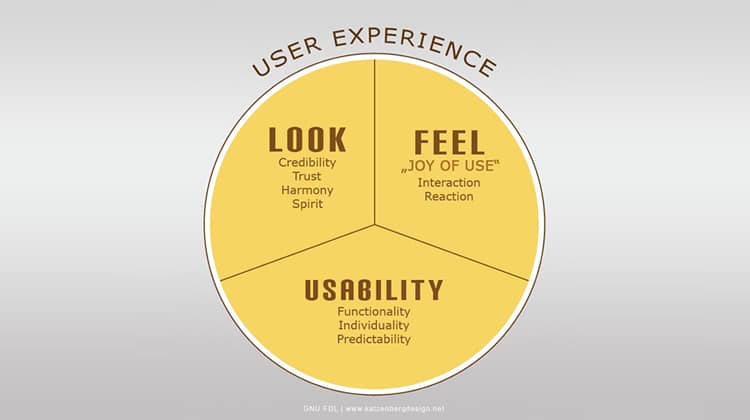 USER EXPERIENCE
LOOK
Credibility
Trust
Harmony
Spirit
FEEL
„JOY OF USE“
Interaction
Reaction
USABILITY
Functionality
Individuality
Predictability
GNU FDL | www.katzenbergdesign.net